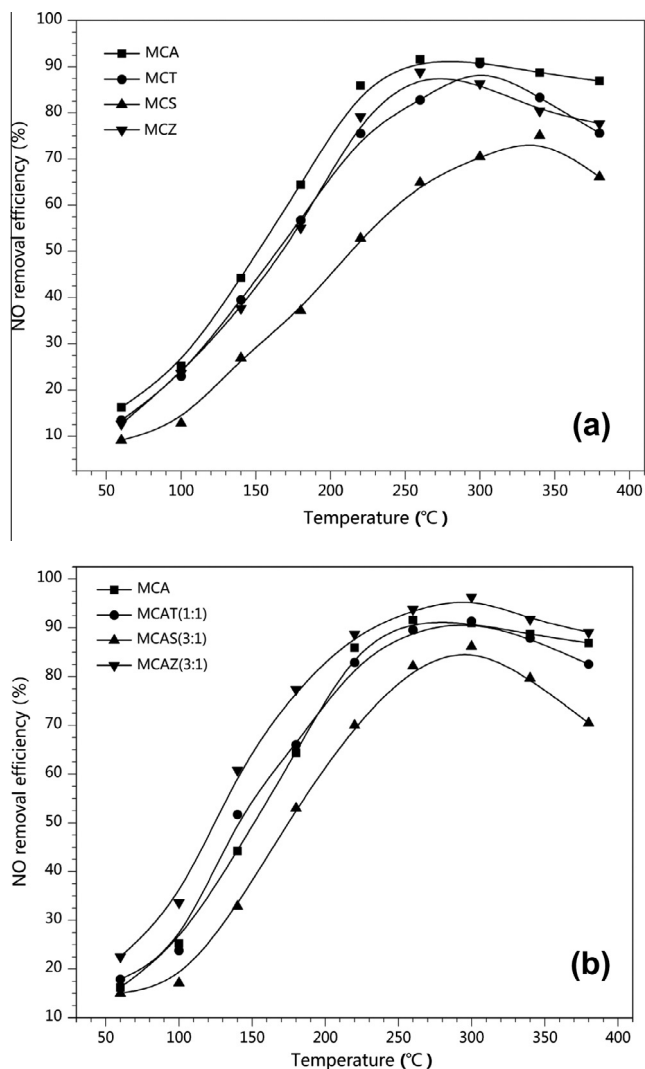 100
90
80
70
60
50
40
30
20
10
NO removal efficiency (%)
MCA
MCT
MCS
MCZ
(a)
50 100 150 200 250 300 350 400
Temperature (℃)
100
90
80
70
60
50
40
30
20
10
NO removal efficiency (%)
MCA
MCAT(1:1)
MCAS(3:1)
MCAZ(3:1)
(b)
50 100 150 200 250 300 350 400
Temperature (℃)